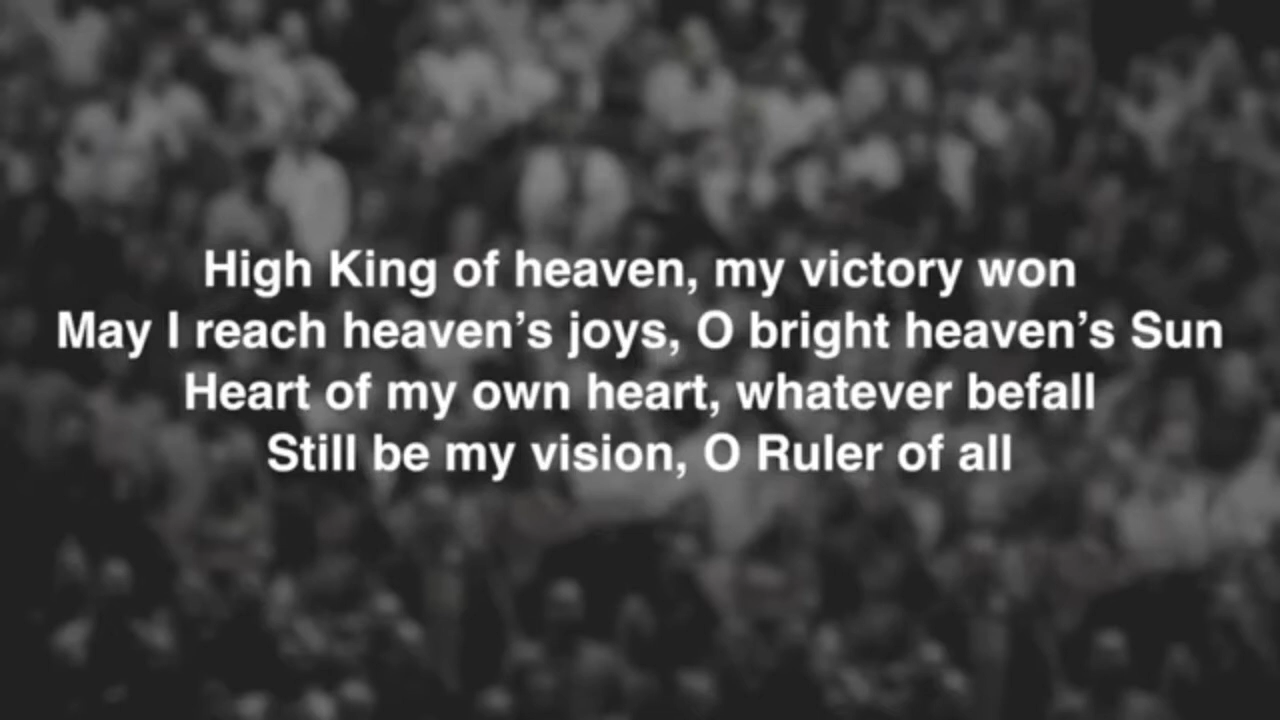 High King of heaven, my victory won
May I reach heaven’s joys, O bright heaven’s Sun
Heart of my own heart, whatever befall
Still be my vision, O Ruler of all